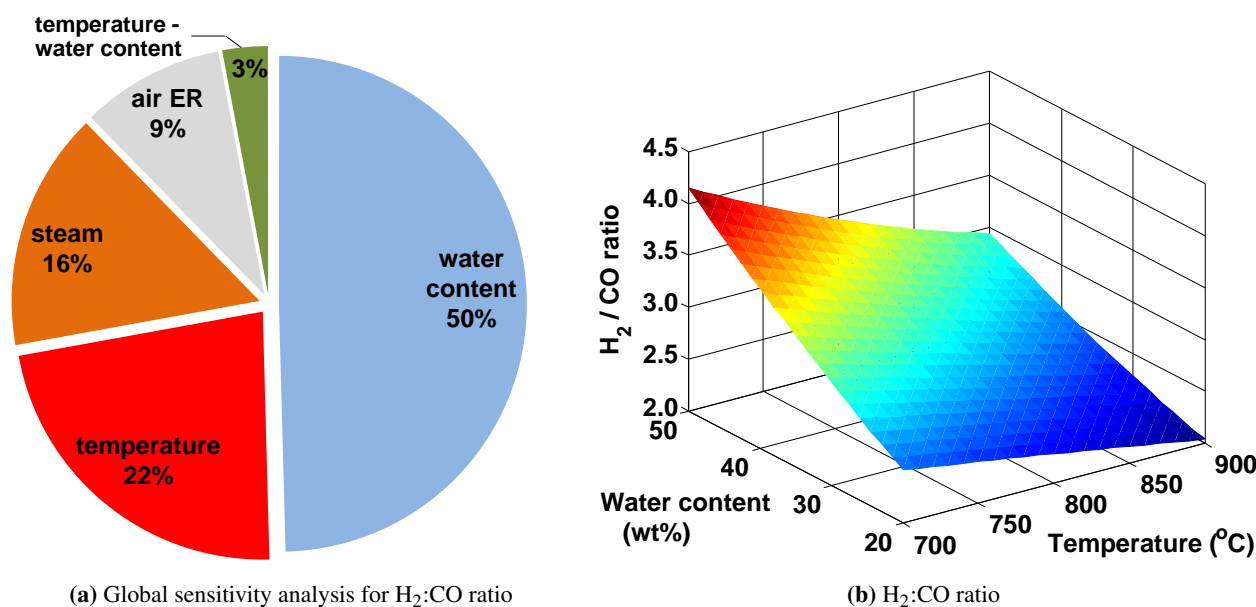 temperature -
water content
3%
air ER
9%
steam
16%
water
content
50%
temperature
22%
(a) Global sensitivity analysis for H2:CO ratio
4.5
4.0
3.5
3.0
2.5
2.0
H2 / CO ratio
50
40
30
20
Water content
(wt%)
700
750
800
850
900
Temperature (°C)
(b) H2:CO ratio